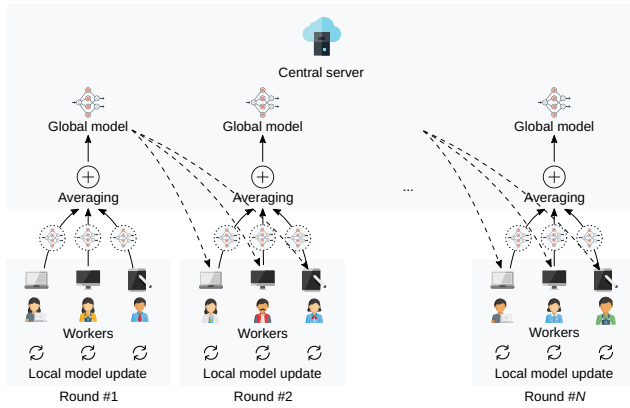 Central server
Global model
Global model
Global model
Averaging
Averaging
...
Averaging
Workers
Workers
Workers
Local model update
Local model update
Local model update
Round #1
Round #2
Round #N